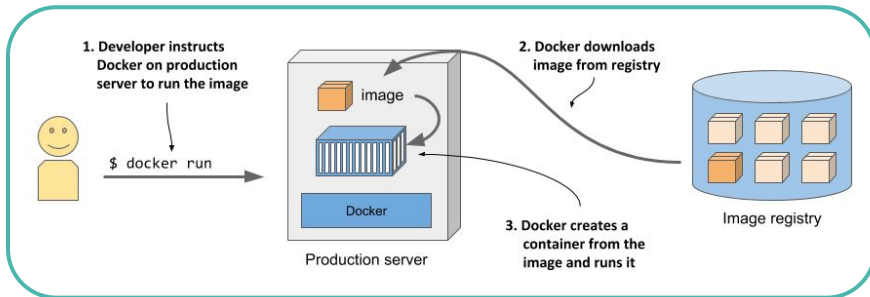 1. Developer instructs
Docker on production
server to run the image
$ docker run
image
Docker
Production server
2. Docker downloads
image from registry
3. Docker creates a
container from the
image and runs it
Image registry